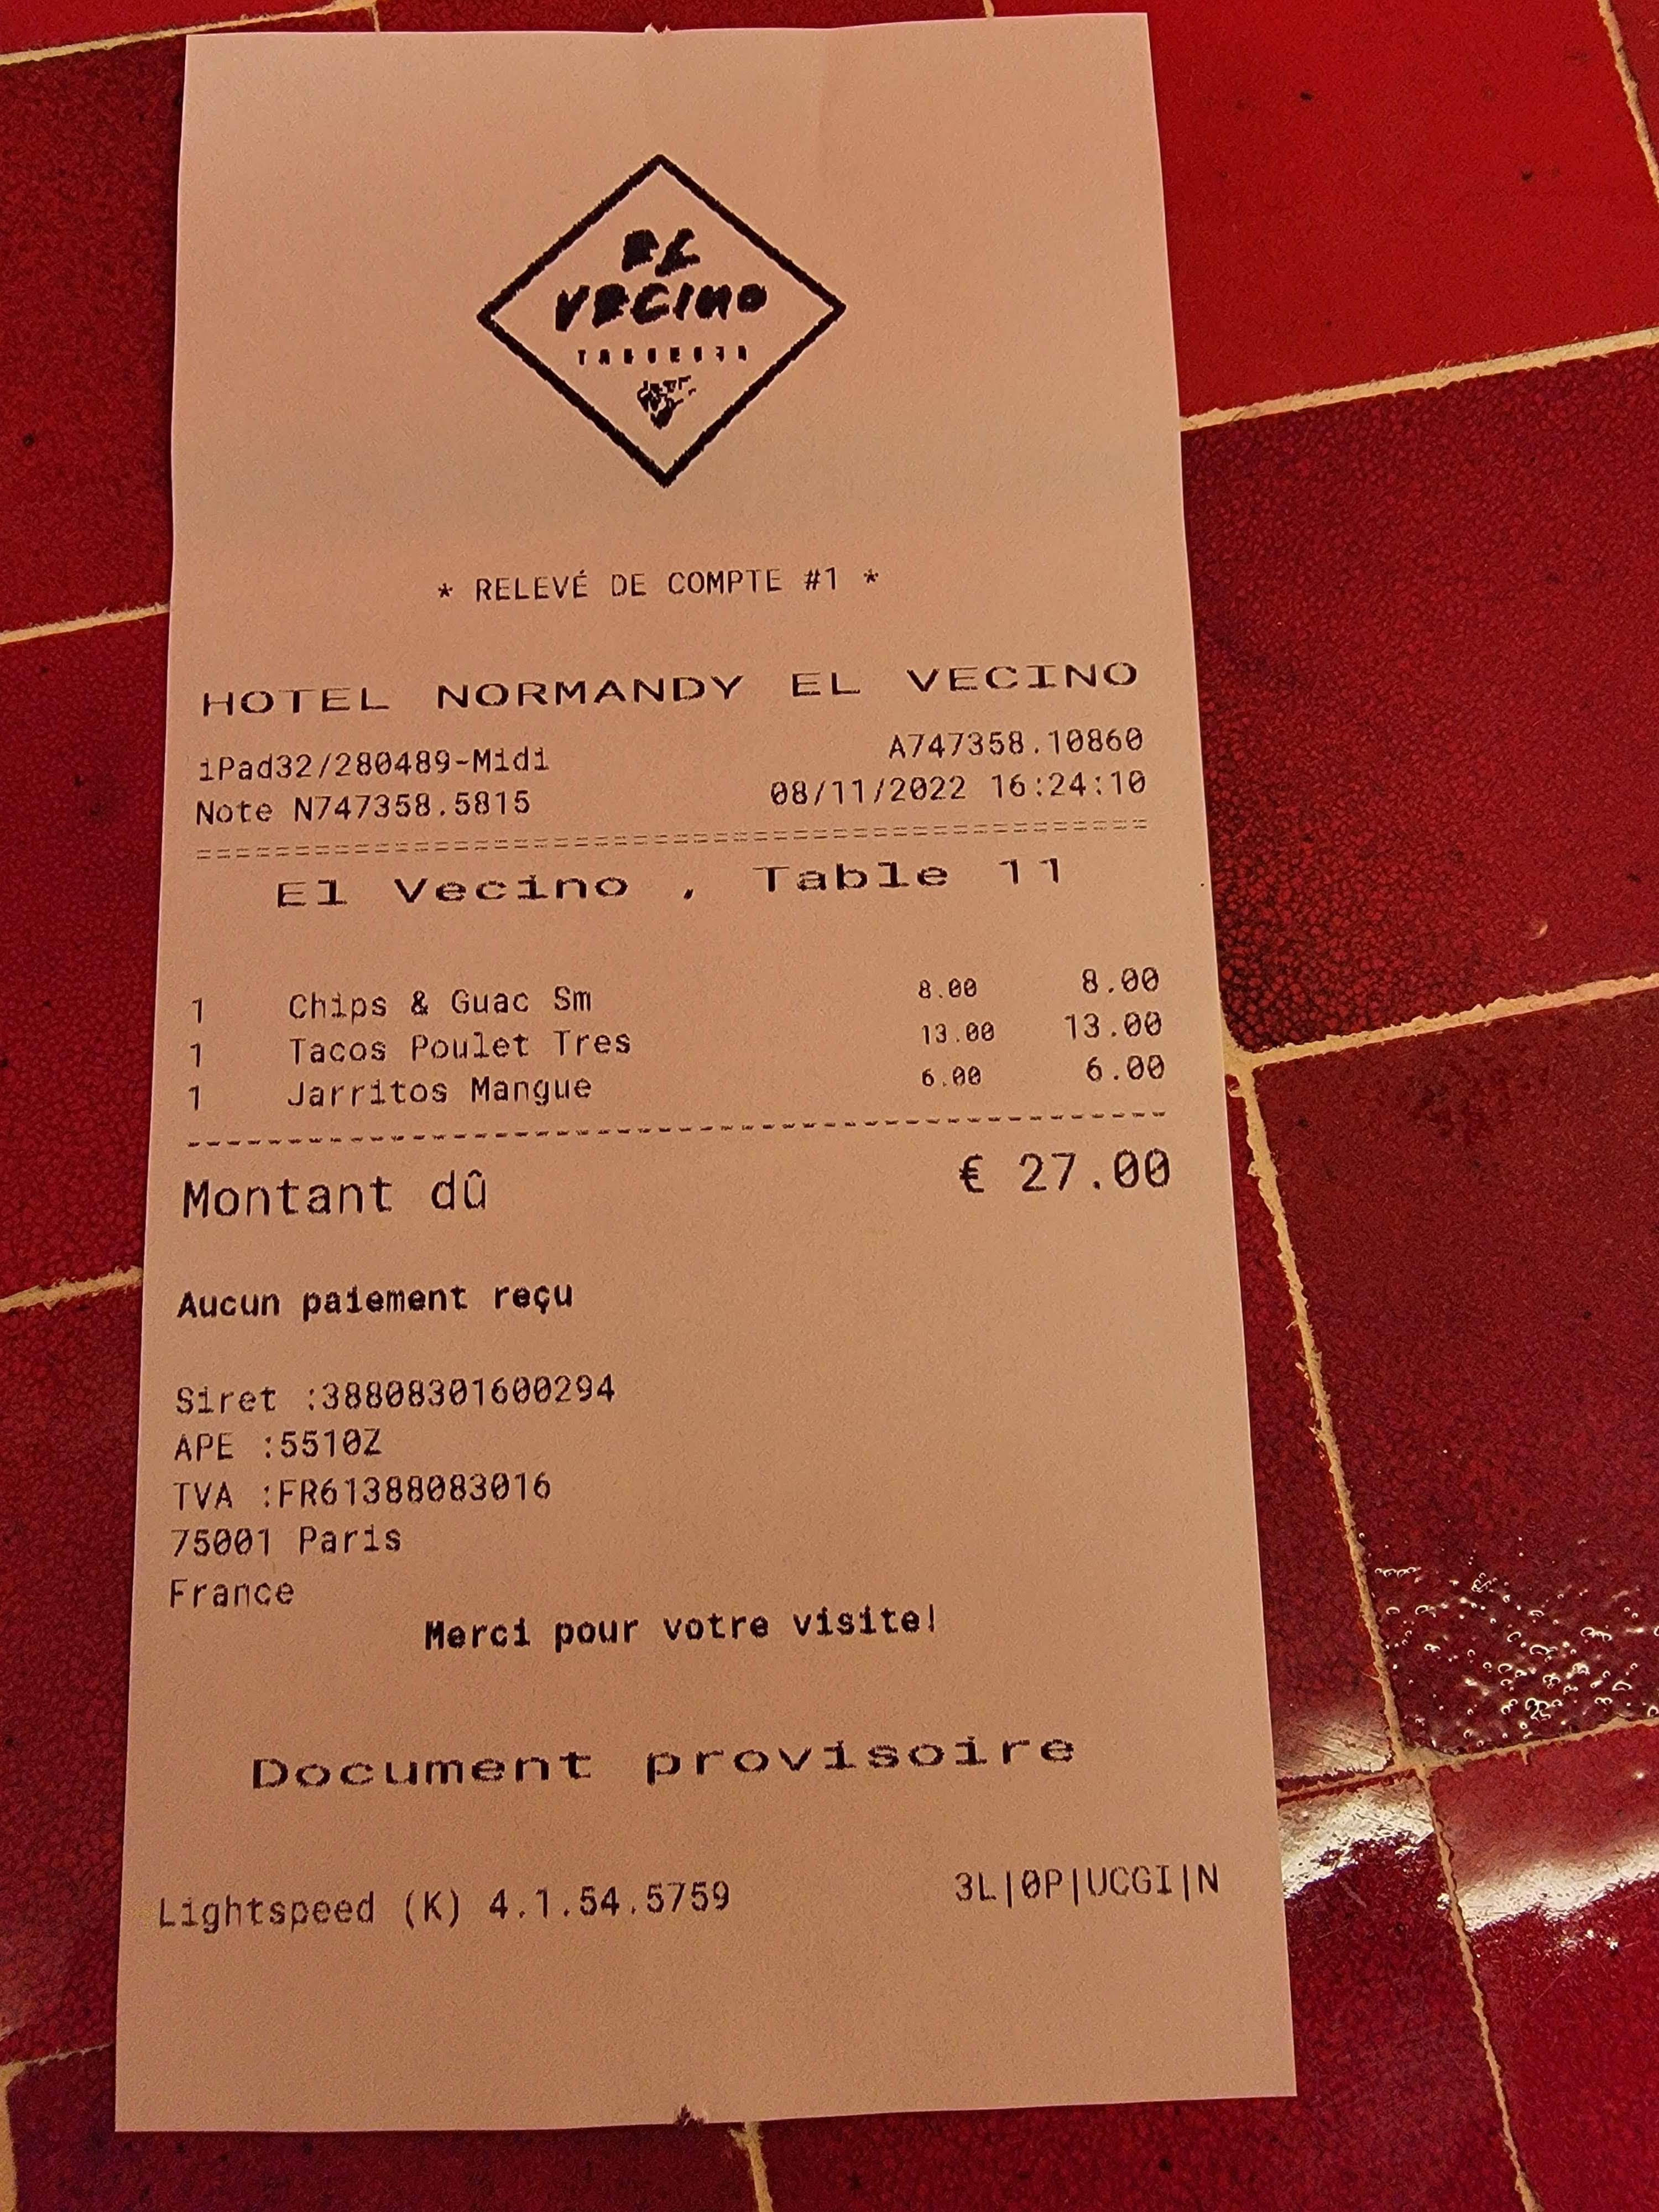 EL
VECINO
TAQUERIA
* RELEVÉ DE COMPTE #1 *
HOTEL NORMANDY EL VECINO
iPad32/280489-Midi A747358.10860
Note N747358.5815 08/11/2022 16:24:10
El Vecino , Table 11
1 Chips & Guac Sm 8.00 8.00
1 Tacos Poulet Tres 13.00 13.00
1 Jarritos Mangue 6.00 6.00
Montant dû € 27.00
Aucun paiement reçu
Siret :38808301600294
APE :5510Z
TVA :FR61388083016
75001 Paris
France
Merci pour votre visite!
Document provisoire
Lightspeed (K) 4.1.54.5759 3L|0P|UCGI|N